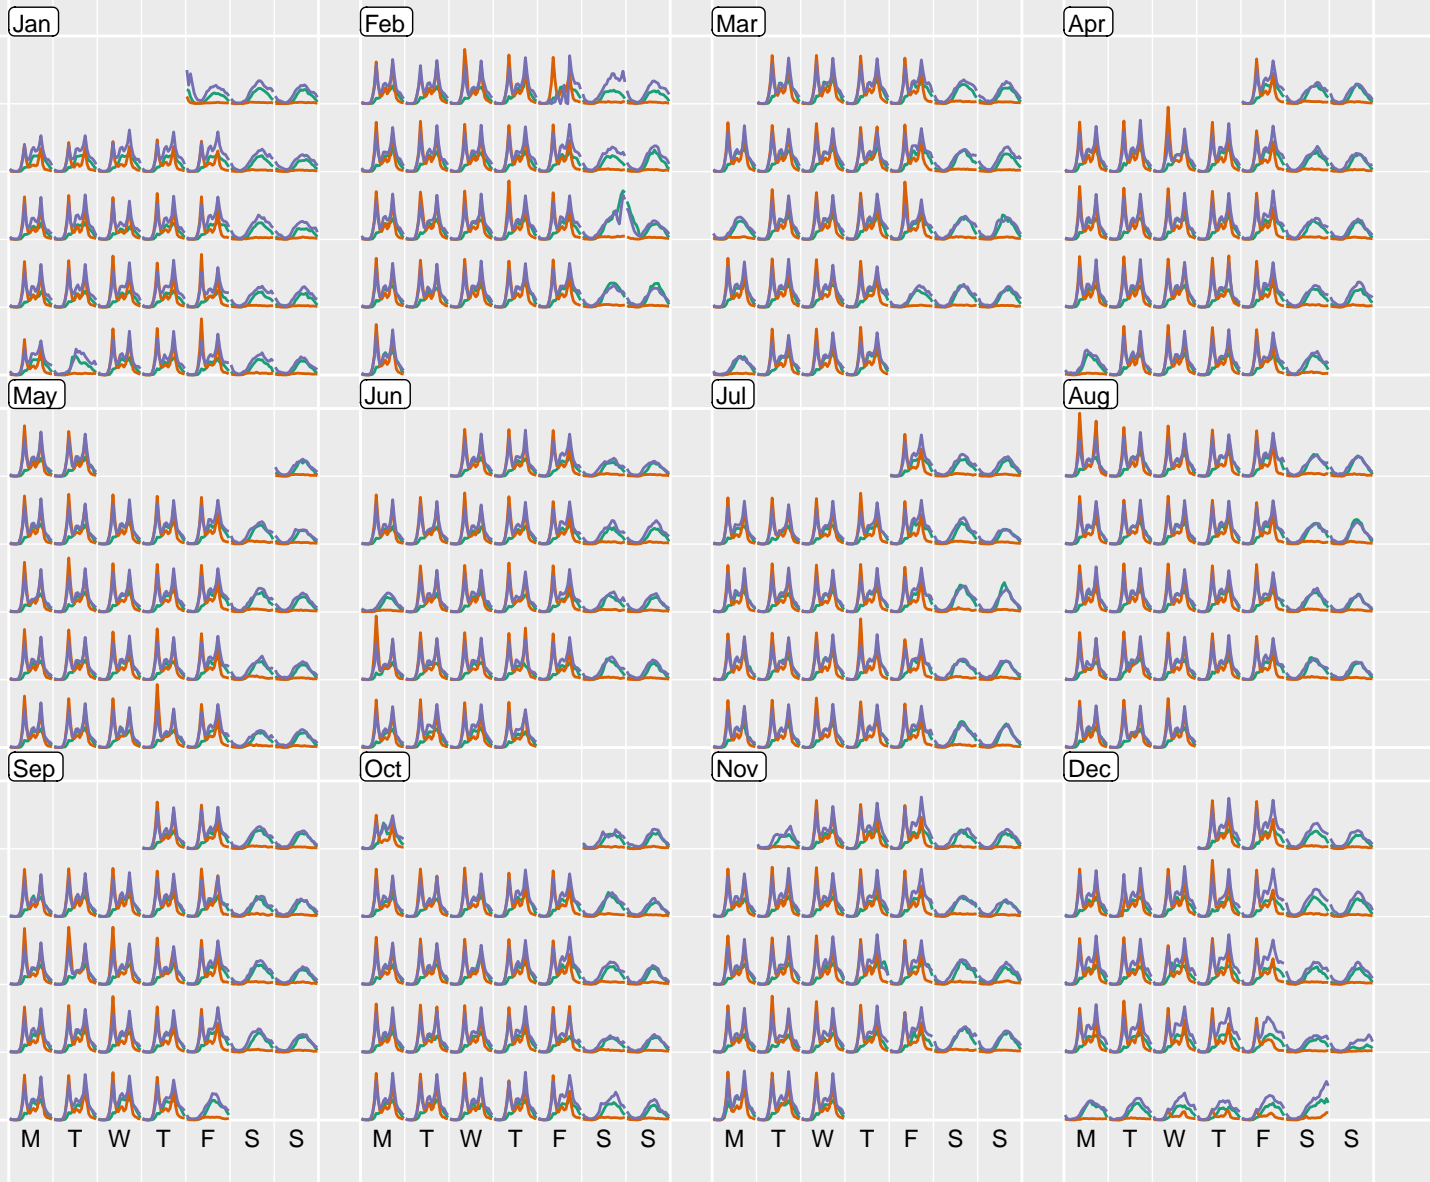 Jan Feb Mar Apr
May Jun Jul Aug
Sep Oct Nov Dec
M T W T F S S M T W T F S S M T W T F S S M T W T F S S